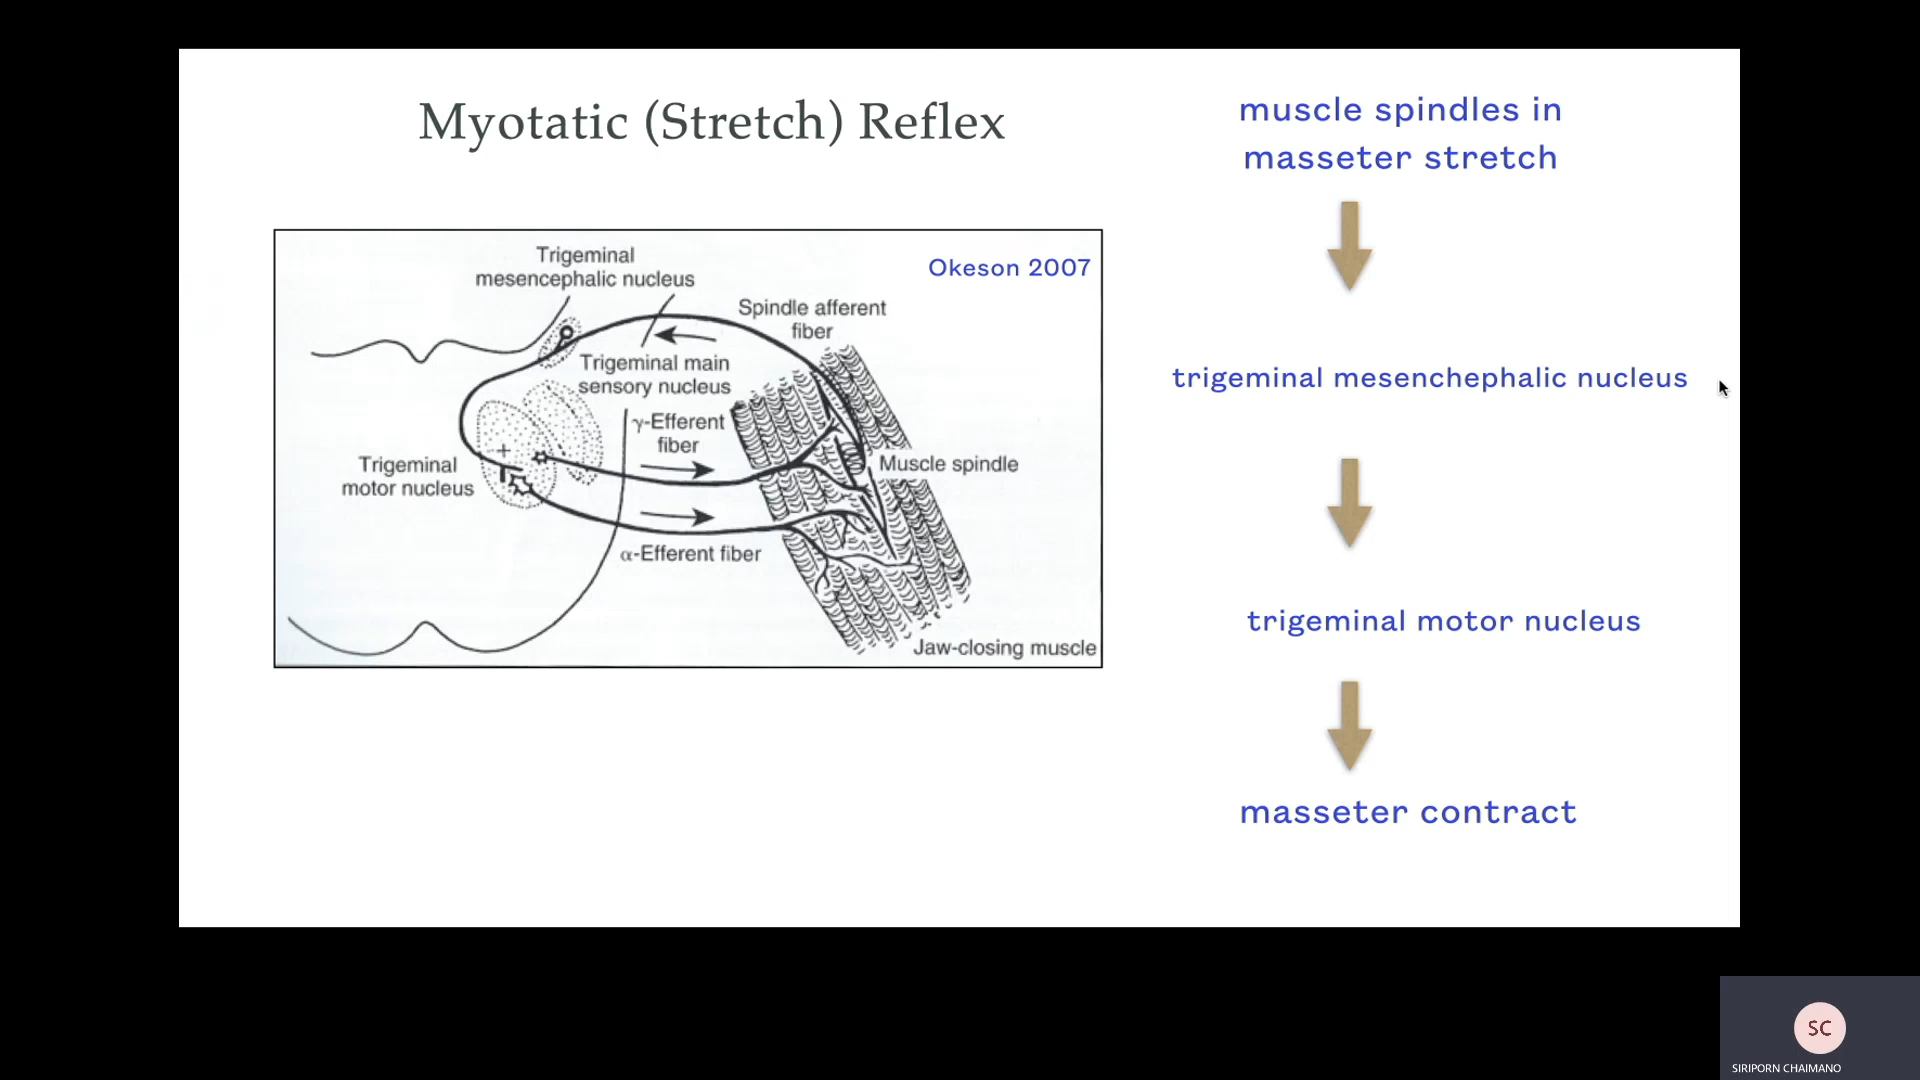 Myotatic (Stretch) Reflex
Trigeminal
mesencephalic nucleus
Okeson 2007
Spindle afferent
fiber
Trigeminal main
sensory nucleus
γ-Efferent
fiber
Trigeminal
motor nucleus
Muscle spindle
α-Efferent fiber
Jaw-closing muscle
muscle spindles in
masseter stretch
trigeminal mesenchephalic nucleus
trigeminal motor nucleus
masseter contract
SC
SIRIPORN CHAIMANO